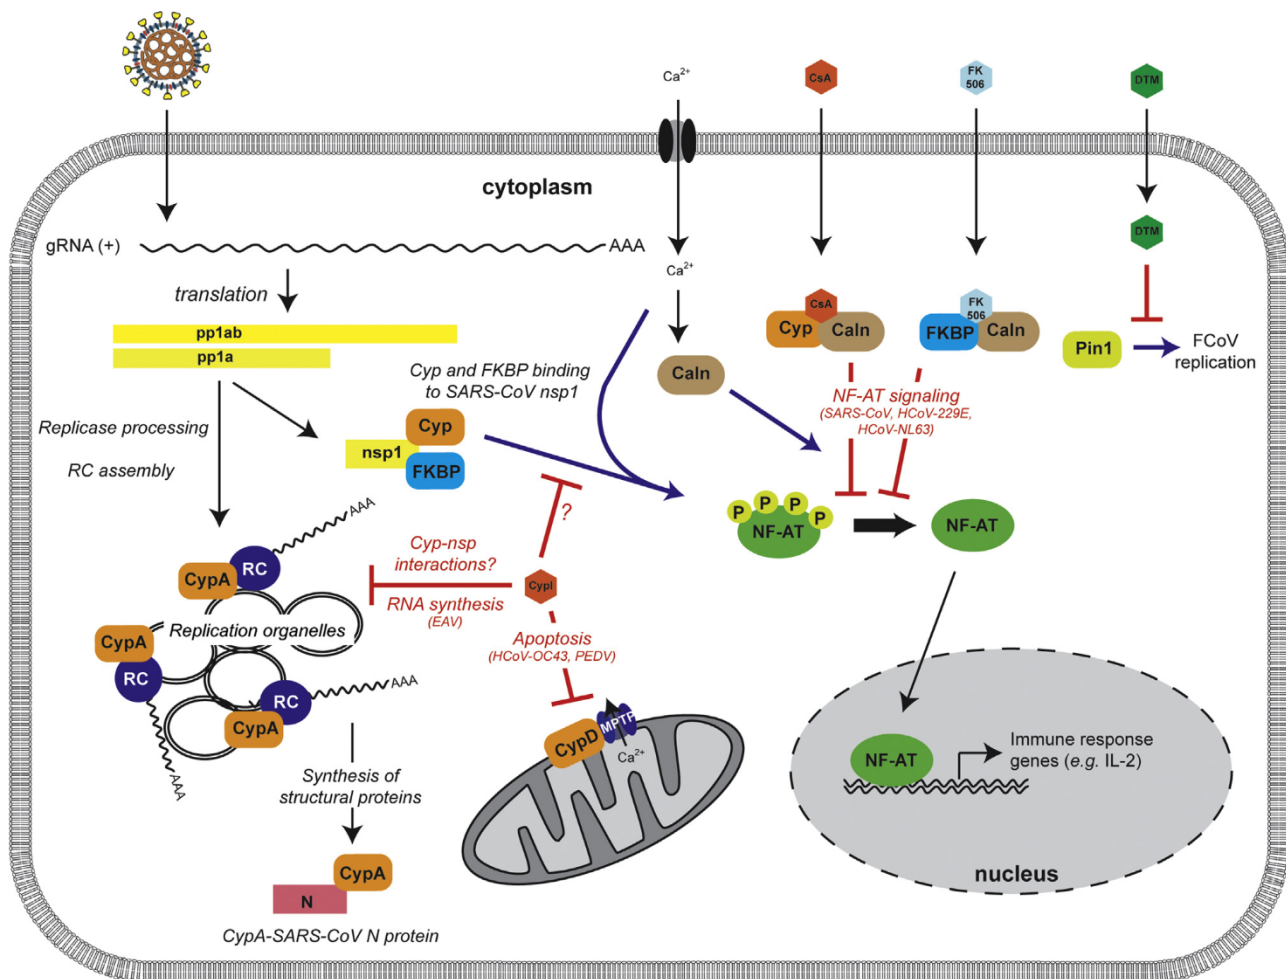 Ca2+
CsA
FK
506
DTM
cytoplasm
gRNA (+)
AAA
Ca2+
DTM
translation
pp1ab
pp1a
CsA
Cyp
Caln
FK
506
FKBP
Caln
Pin1
FCoV
replication
Cyp and FKBP binding
to SARS-CoV nsp1
Caln
NF-AT signaling
(SARS-CoV, HCoV-229E,
HCoV-NL63)
Replicase processing
RC assembly
nsp1
Cyp
FKBP
?
P
P
P
P
NF-AT
NF-AT
AAA
CypA
RC
Cyp-nsp
interactions?
CypI
RNA synthesis
(EAV)
Replication organelles
CypA
RC
RC
AAA
CypA
AAA
Apoptosis
(HCoV-OC43, PEDV)
CypD
MPTP
Ca2+
NF-AT
Immune response
genes (e.g. IL-2)
nucleus
Synthesis of
structural proteins
CypA
N
CypA-SARS-CoV N protein